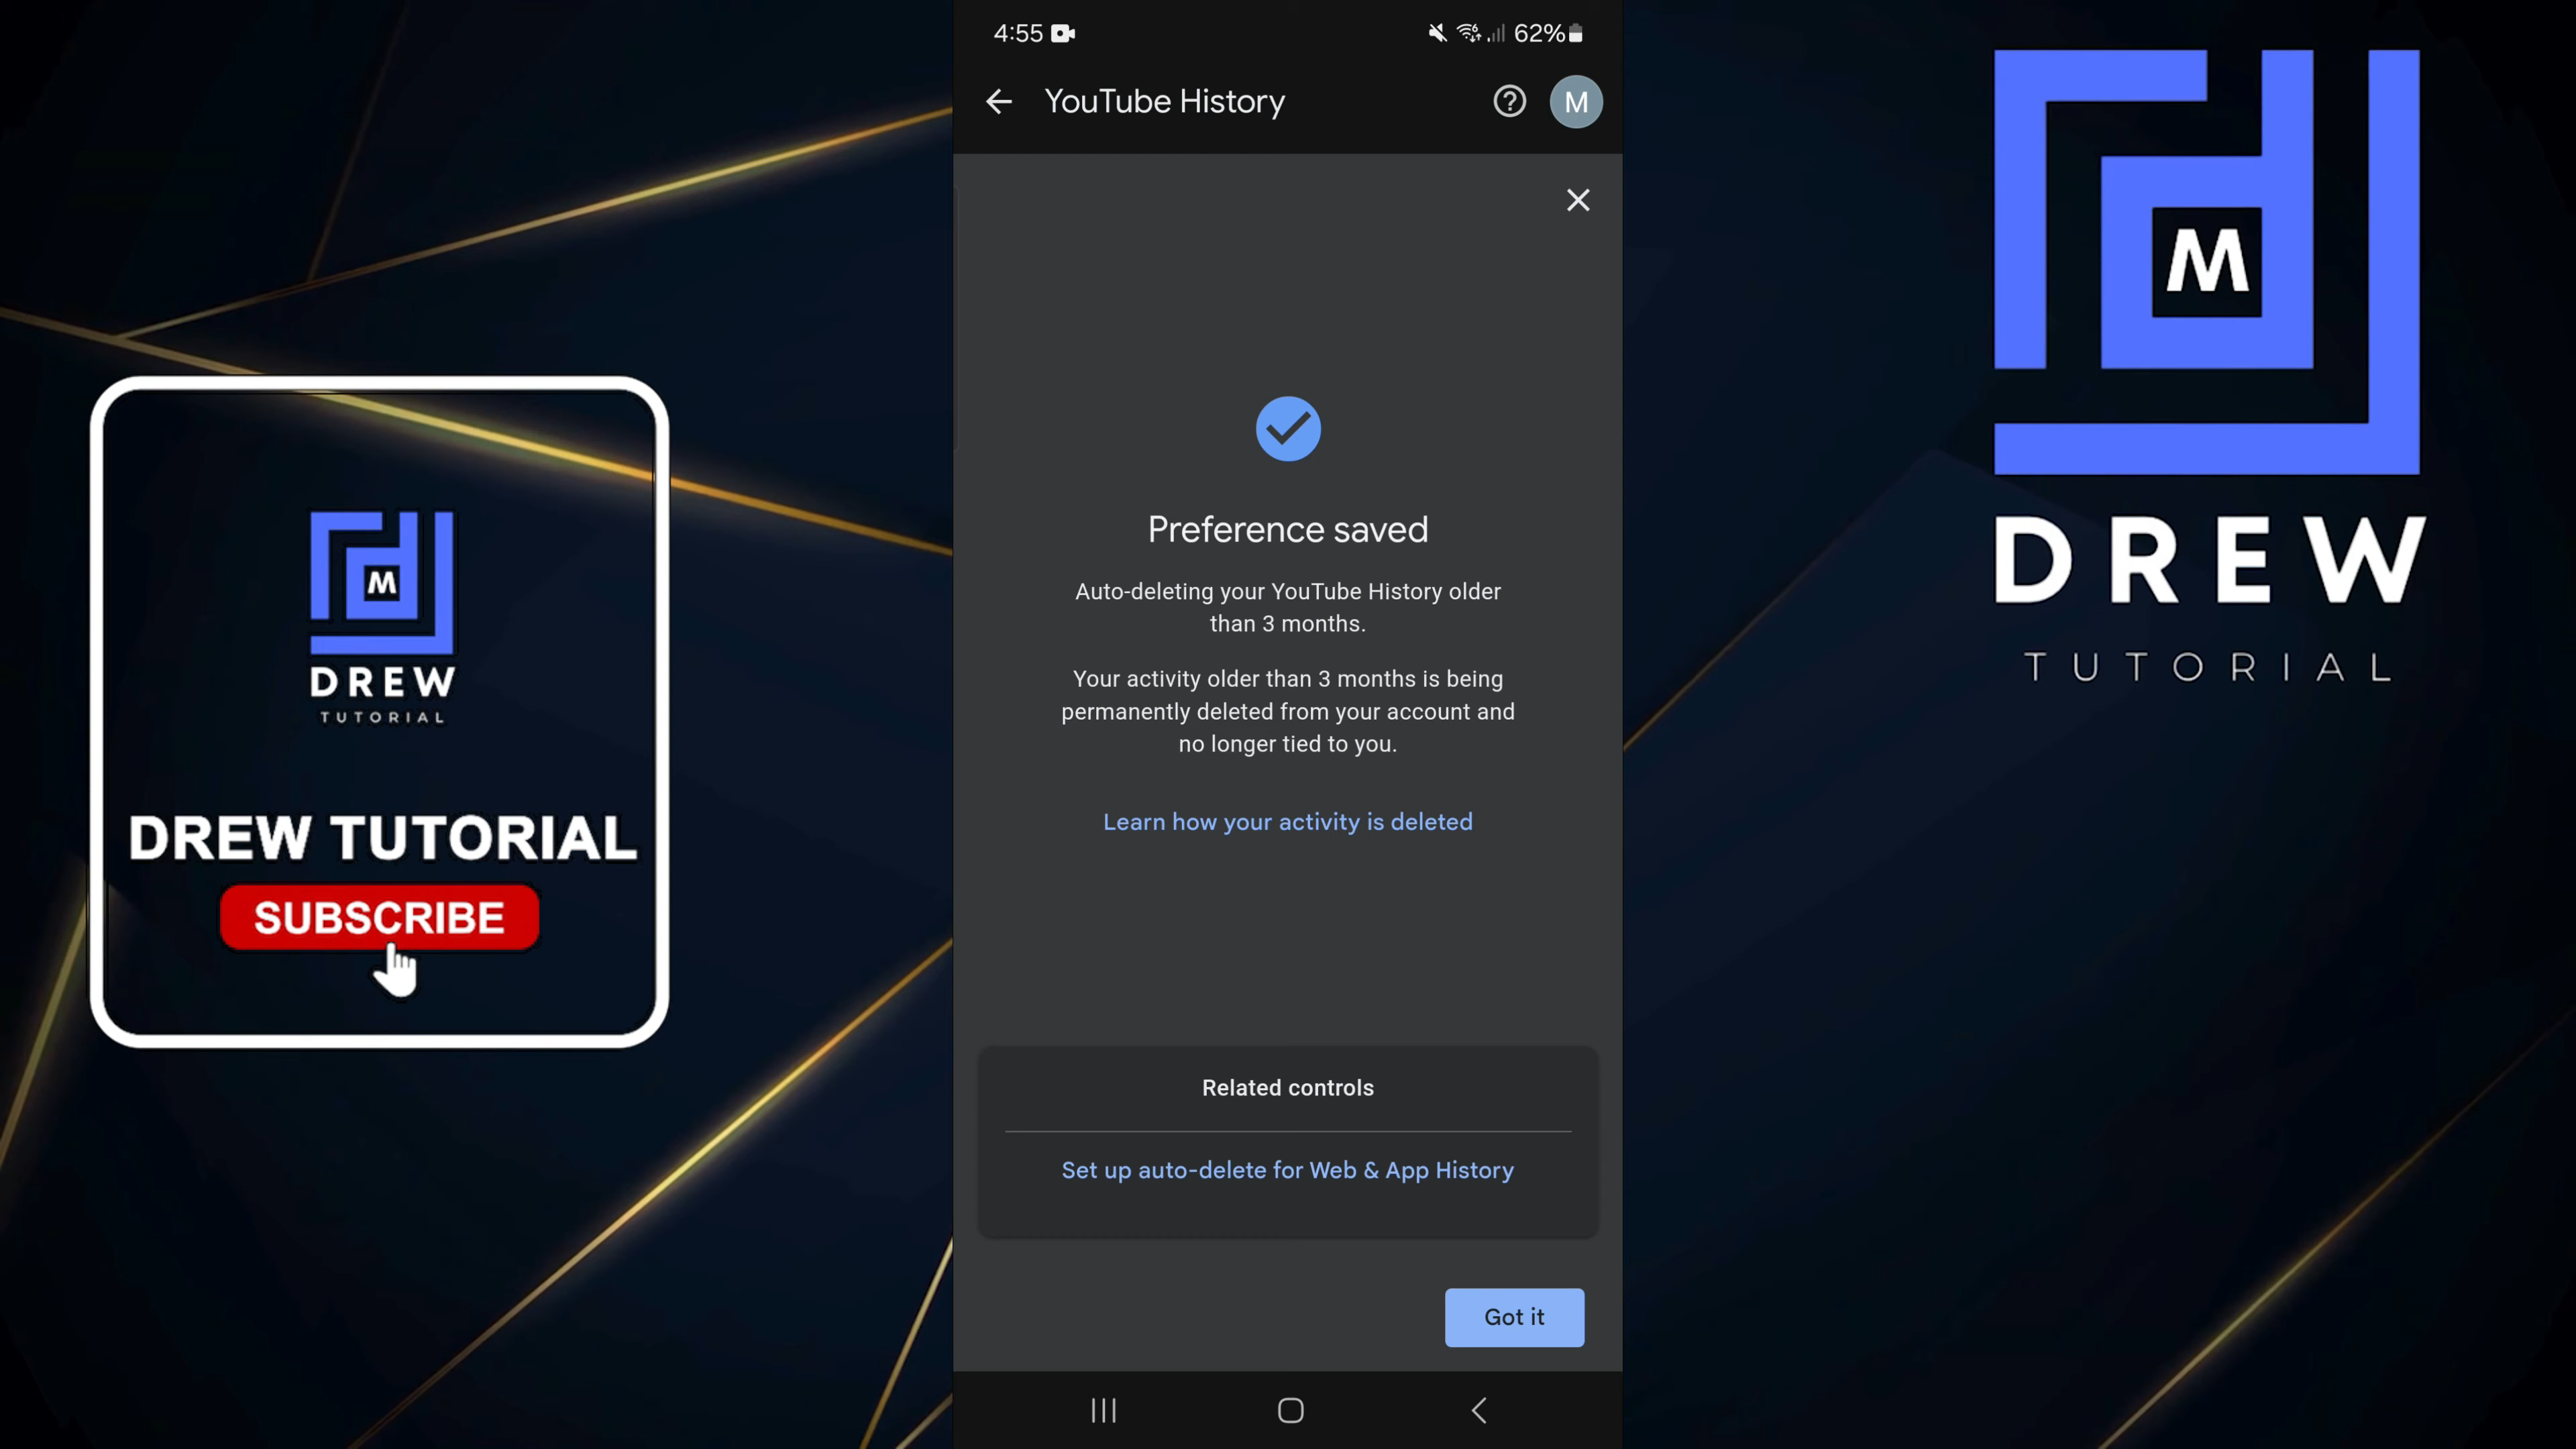 4:55
62%
YouTube History
M
Preference saved
Auto-deleting your YouTube History older
than 3 months.
Your activity older than 3 months is being
permanently deleted from your account and
no longer tied to you.
Learn how your activity is deleted
Related controls
Set up auto-delete for Web & App History
Got it
M
DREW
TUTORIAL
DREW TUTORIAL
SUBSCRIBE
M
DREW
TUTORIAL